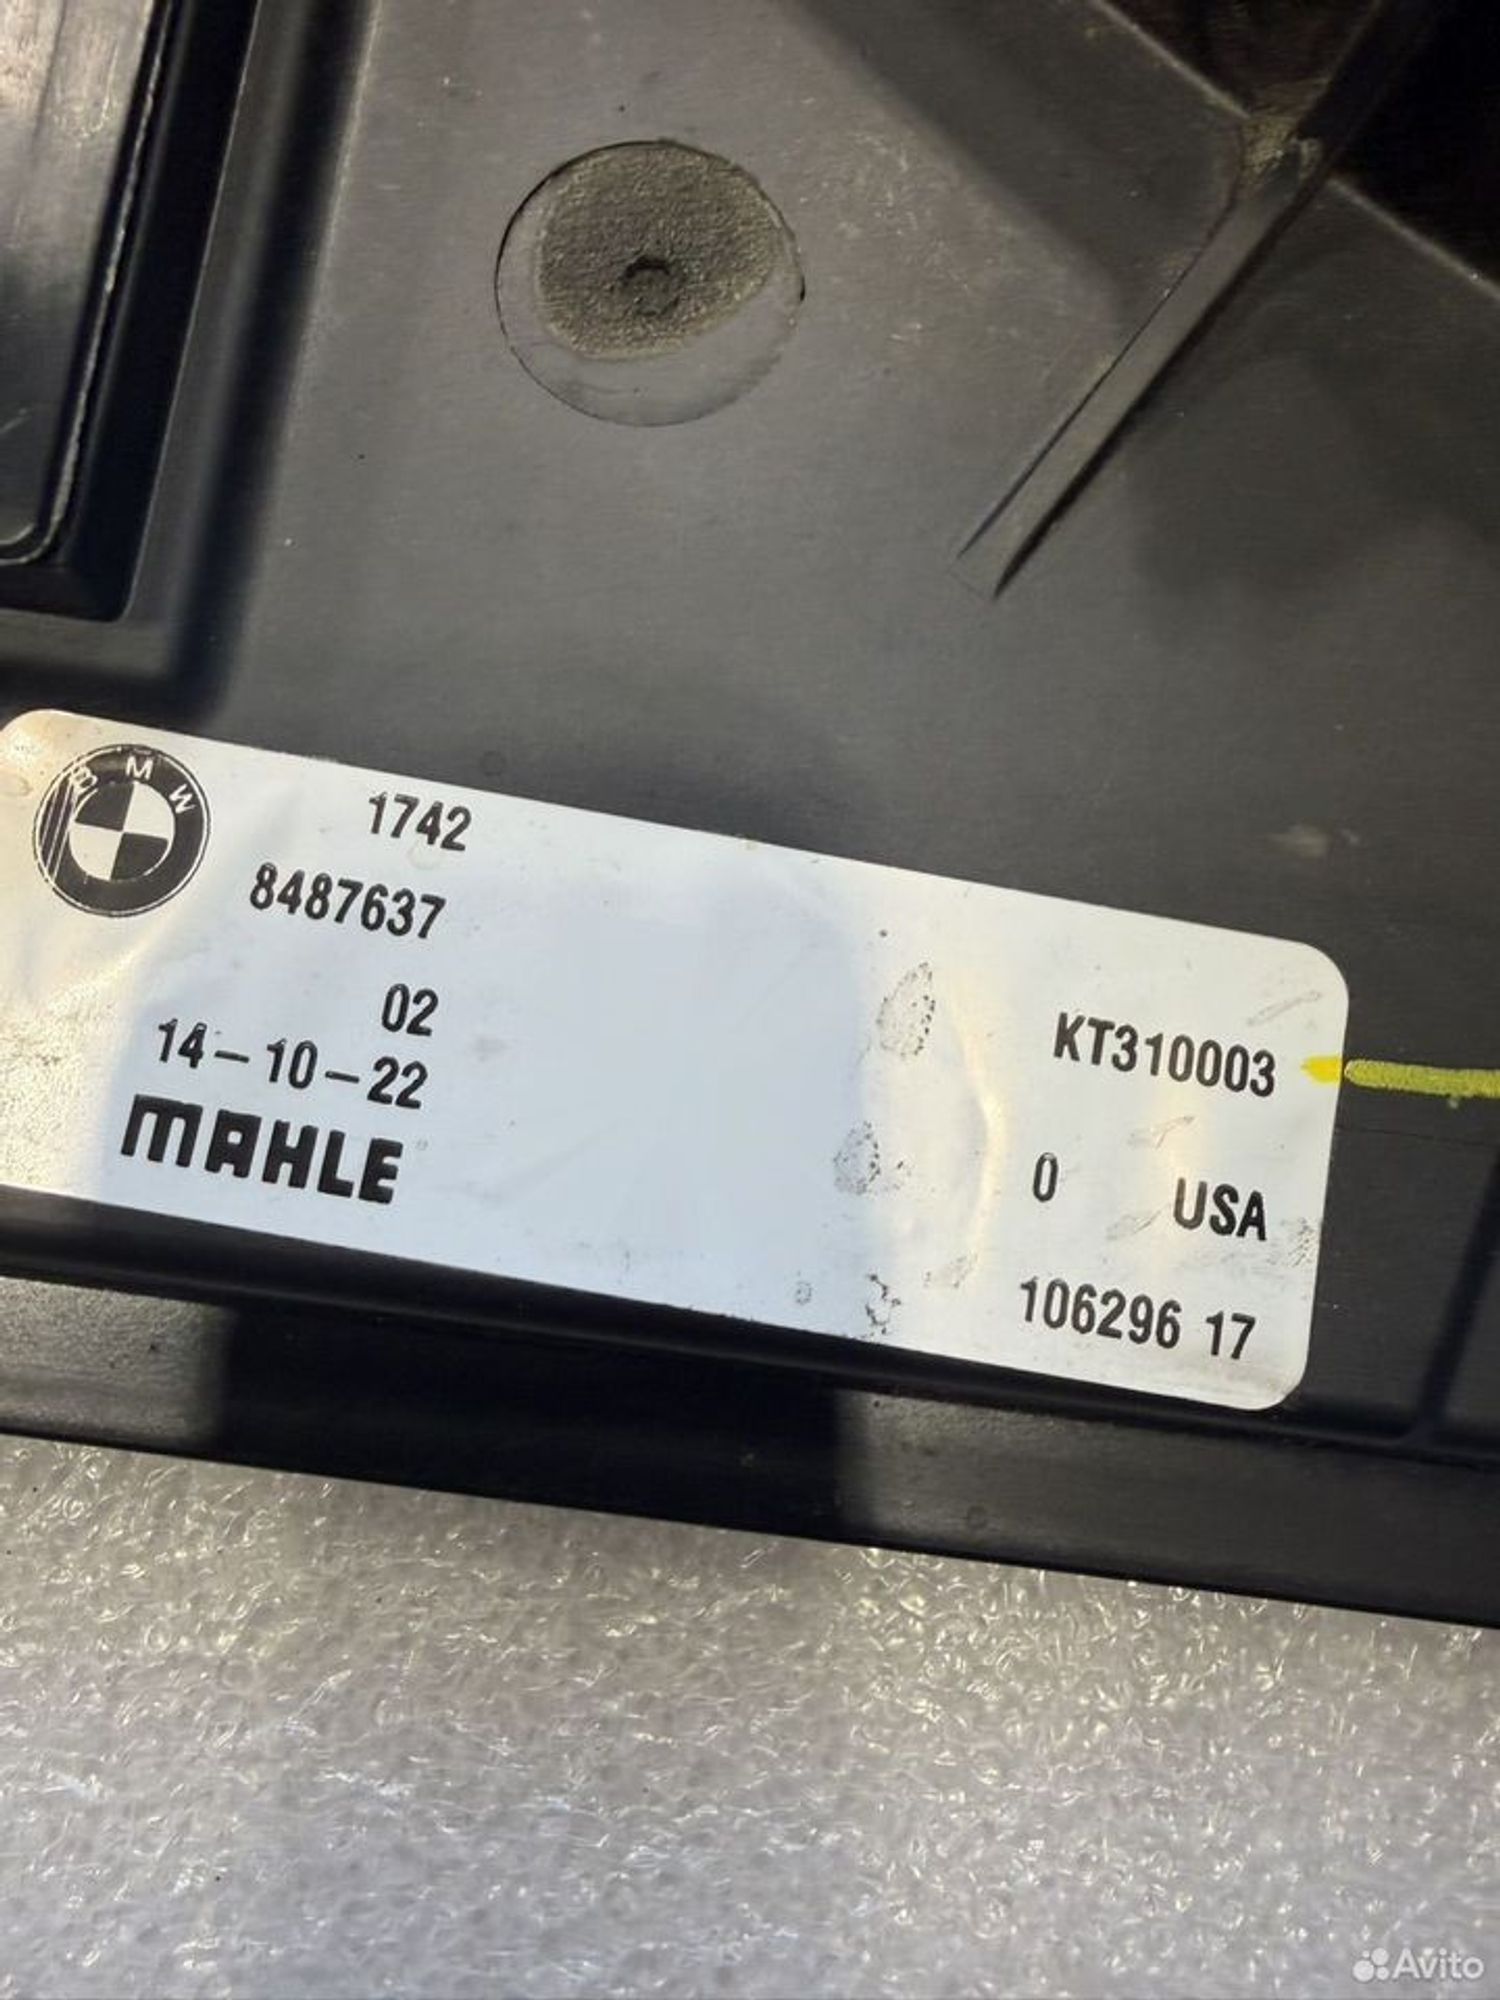 BMW
1742
8487637
02
14-10-22
MAHLE
KT310003
0 USA
106296 17
Avito